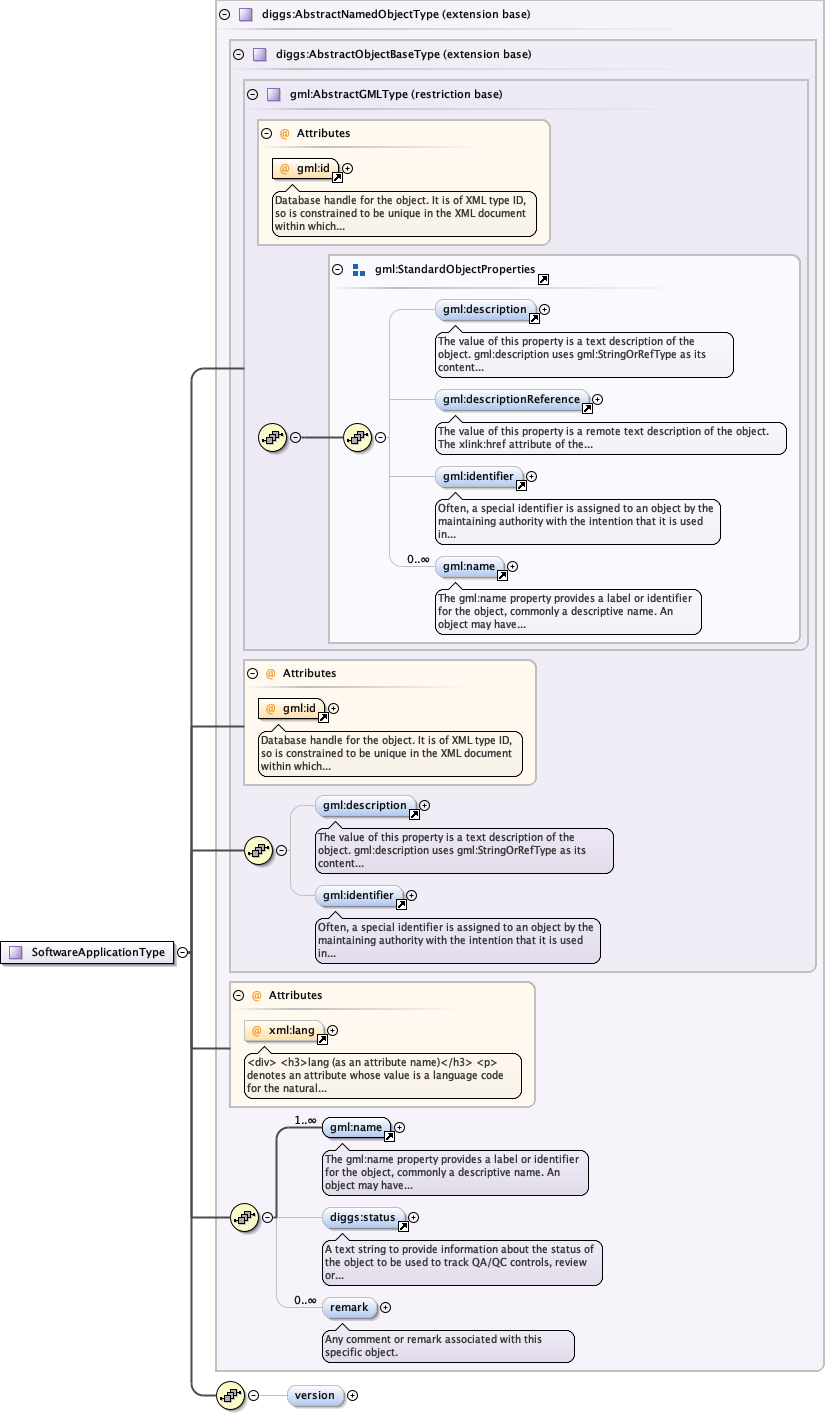 diggs:AbstractNamedObjectType (extension base)
diggs:AbstractObjectBaseType (extension base)
gml:AbstractGMLType (restriction base)
@ Attributes
@ gml:id
Database handle for the object. It is of XML type ID,
so is constrained to be unique in the XML document
within which...
gml:StandardObjectProperties
gml:description
The value of this property is a text description of the
object. gml:description uses gml:StringOrRefType as its
content...
gml:descriptionReference
The value of this property is a remote text description of the object.
The xlink:href attribute of the...
gml:identifier
Often, a special identifier is assigned to an object by the
maintaining authority with the intention that it is used
in...
0..∞
gml:name
The gml:name property provides a label or identifier
for the object, commonly a descriptive name. An
object may have...
@ Attributes
@ gml:id
Database handle for the object. It is of XML type ID,
so is constrained to be unique in the XML document
within which...
gml:description
The value of this property is a text description of the
object. gml:description uses gml:StringOrRefType as its
content...
gml:identifier
Often, a special identifier is assigned to an object by the
maintaining authority with the intention that it is used
in...
SoftwareApplicationType
@ Attributes
@ xml:lang
<div> <h3>lang (as an attribute name)</h3> <p>
denotes an attribute whose value is a language code
for the natural...
1..∞
gml:name
The gml:name property provides a label or identifier
for the object, commonly a descriptive name. An
object may have...
diggs:status
A text string to provide information about the status of
the object to be used to track QA/QC controls, review
or...
0..∞
remark
Any comment or remark associated with this
specific object.
version